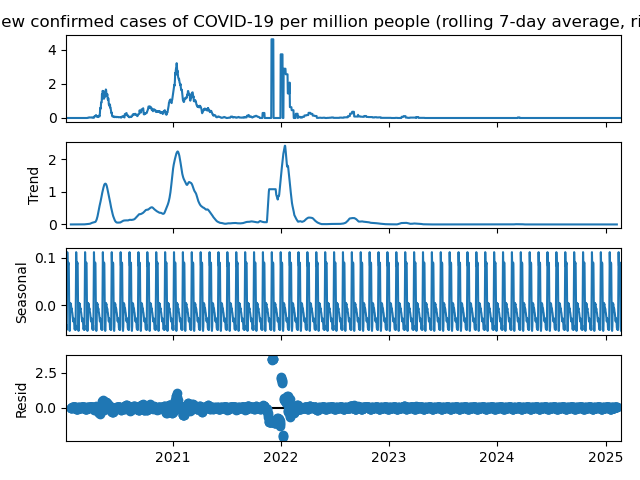 ew confirmed cases of COVID-19 per million people (rolling 7-day average, ri
4
2
0
Trend
2
1
0
Seasonal
0.1
0.0
Resid
2.5
0.0
2021 2022 2023 2024 2025